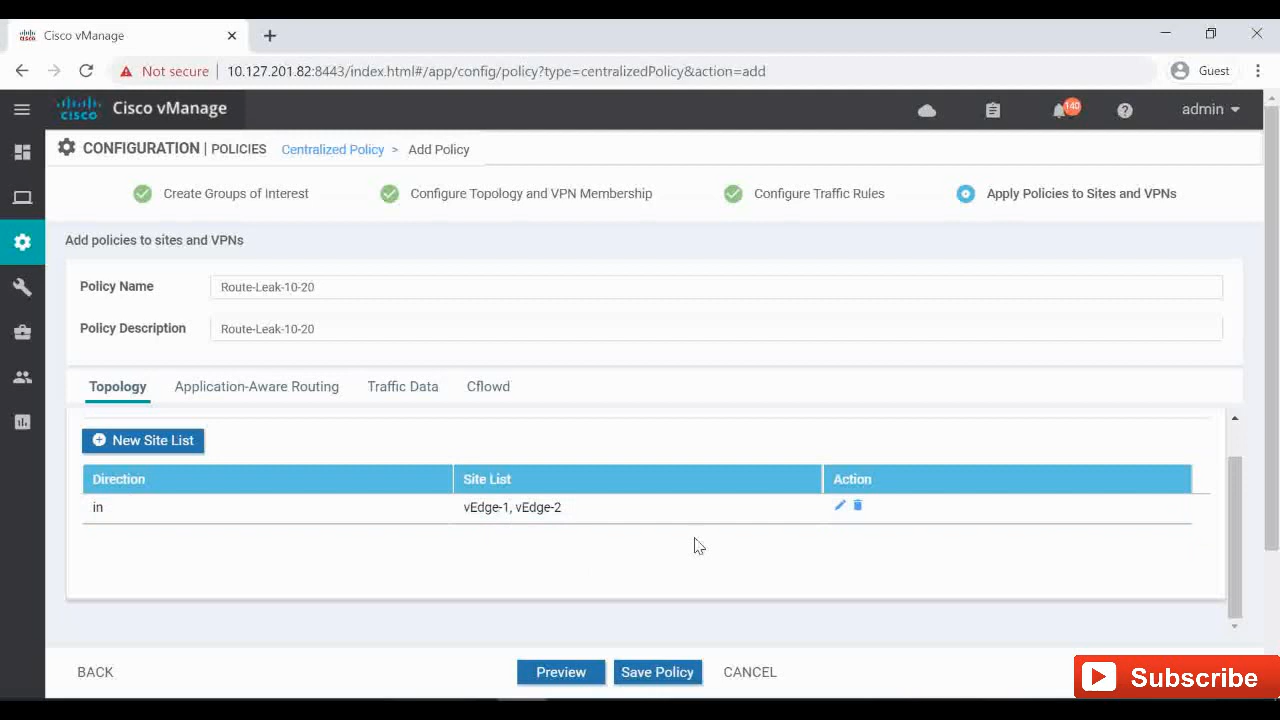 Cisco vManage
Not secure
10.127.201.82:8443/index.html#/app/config/policy?type=centralizedPolicy&action=add
Guest
cisco
Cisco vManage
140
admin
CONFIGURATION | POLICIES Centralized Policy > Add Policy
Create Groups of Interest
Configure Topology and VPN Membership
Configure Traffic Rules
Apply Policies to Sites and VPNs
Add policies to sites and VPNs
Policy Name
Route-Leak-10-20
Policy Description
Route-Leak-10-20
Topology
Application-Aware Routing
Traffic Data
Cflowd
New Site List
Direction
Site List
Action
in
vEdge-1, vEdge-2
BACK
Preview
Save Policy
CANCEL
Subscribe